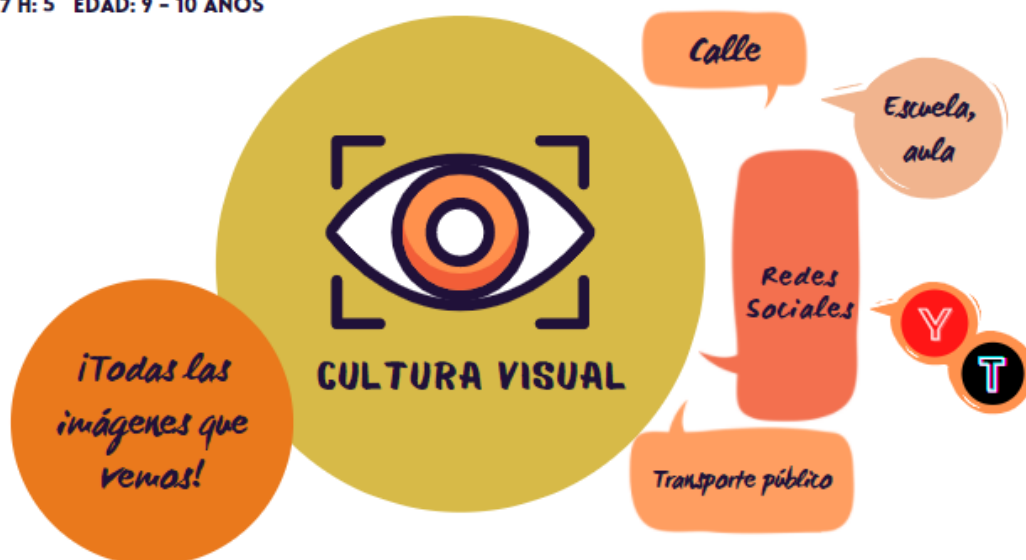 7 H: 5 EDAD: 9 - 10 AÑOS
Calle
Escuela,
aula
Redes
Sociales
Y
T
CULTURA VISUAL
¡Todas las
imágenes que
vemos!
Transporte público